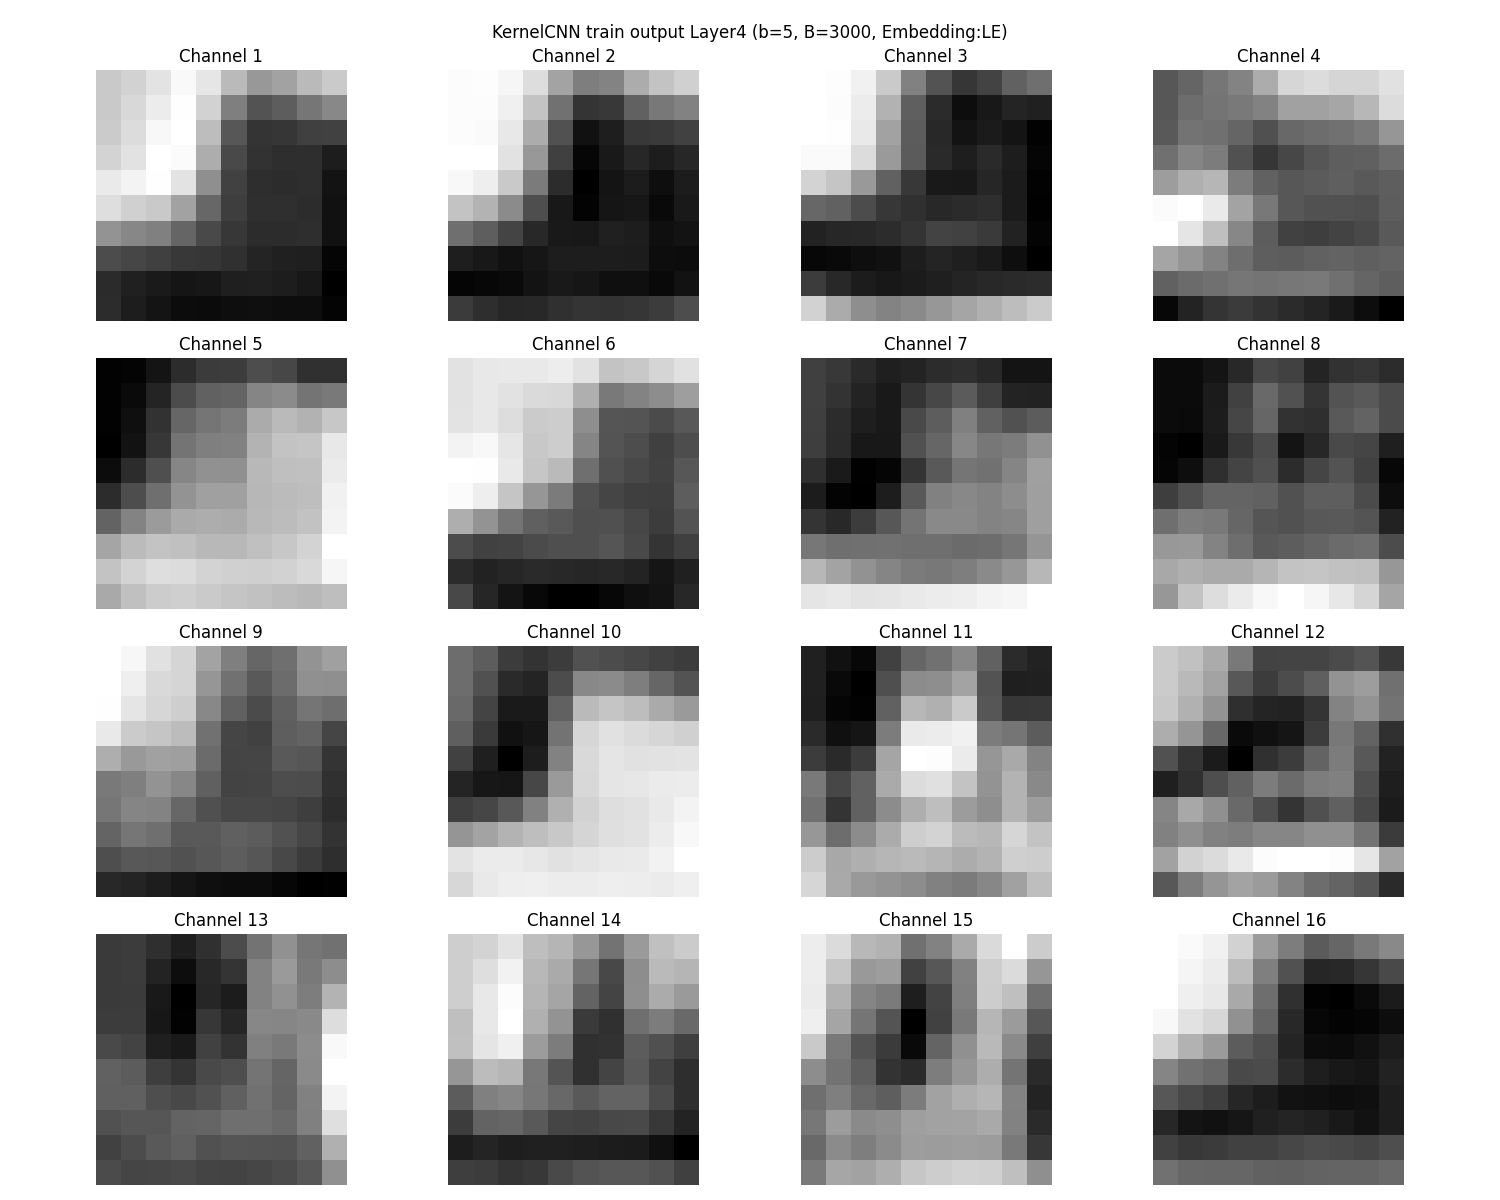 KernelCNN train output Layer4 (b=5, B=3000, Embedding:LE)
Channel 1
Channel 2
Channel 3
Channel 4
Channel 5
Channel 6
Channel 7
Channel 8
Channel 9
Channel 10
Channel 11
Channel 12
Channel 13
Channel 14
Channel 15
Channel 16